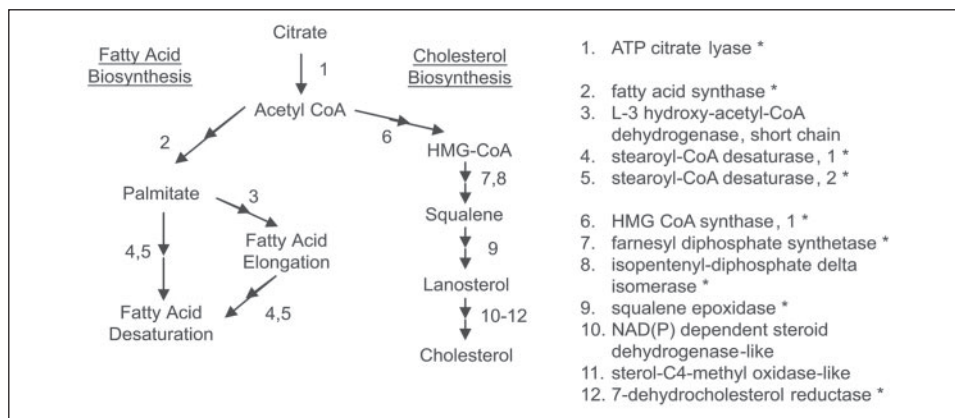 Citrate
Fatty Acid
Biosynthesis
Cholesterol
Biosynthesis
1
Acetyl CoA
2
6
HMG-CoA
7,8
Palmitate
3
Squalene
4,5
Fatty Acid
Elongation
9
Lanosterol
Fatty Acid
Desaturation
4,5
10-12
Cholesterol
1. ATP citrate lyase *
2. fatty acid synthase *
3. L-3 hydroxy-acetyl-CoA
dehydrogenase, short chain
4. stearoyl-CoA desaturase, 1 *
5. stearoyl-CoA desaturase, 2 *
6. HMG CoA synthase, 1 *
7. farnesyl diphosphate synthetase *
8. isopentenyl-diphosphate delta
isomerase *
9. squalene epoxidase *
10. NAD(P) dependent steroid
dehydrogenase-like
11. sterol-C4-methyl oxidase-like
12. 7-dehydrocholesterol reductase *